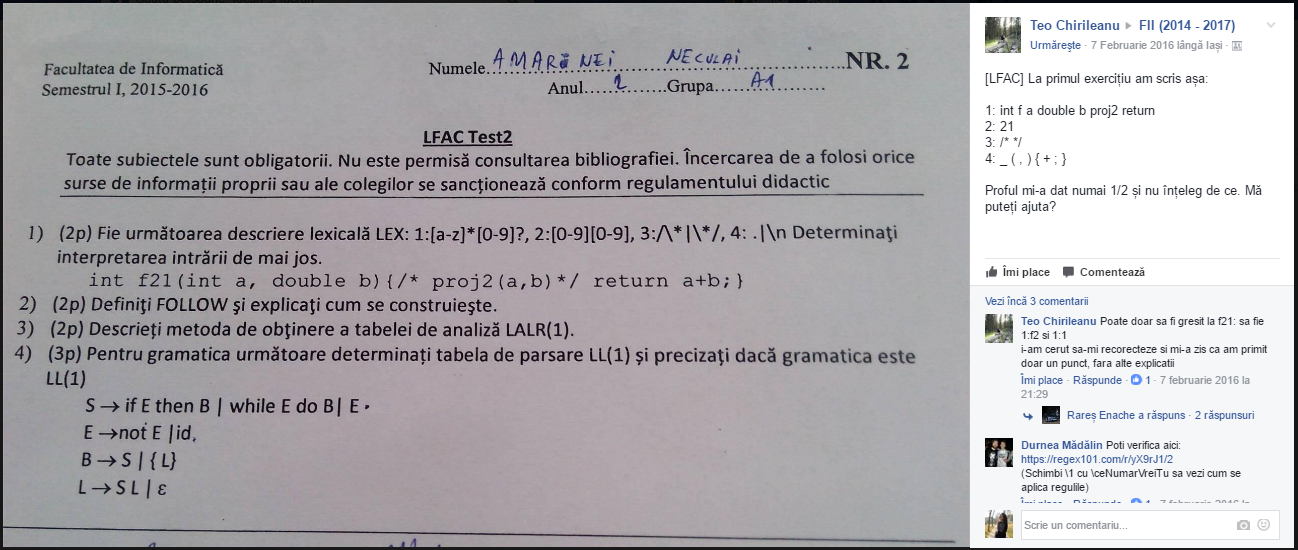 Facultatea de Informatică
Semestrul I, 2015-2016
Numele...AMARĂNEI NECULAI...NR. 2
Anul......2.......Grupa......A1.........
LFAC Test2
Toate subiectele sunt obligatorii. Nu este permisă consultarea bibliografiei. Încercarea de a folosi orice
surse de informații proprii sau ale colegilor se sancționează conform regulamentului didactic
1) (2p) Fie următoarea descriere lexicală LEX: 1:[a-z]*[0-9]?, 2:[0-9][0-9], 3:/\*|\*/, 4: .|\n Determinaţi
interpretarea intrării de mai jos.
int f21(int a, double b){/* proj2(a,b)*/ return a+b;}
2) (2p) Definiţi FOLLOW şi explicaţi cum se construieşte.
3) (2p) Descrieți metoda de obținere a tabelei de analiză LALR(1).
4) (3p) Pentru gramatica următoare determinați tabela de parsare LL(1) și precizați dacă gramatica este
LL(1)
S → if E then B | while E do B| E
E →not E |id,
B → S | { L}
L → S L | ε
Teo Chirileanu ▸ FII (2014 - 2017)
Urmărește · 7 Februarie 2016 lângă Iași ·
[LFAC] La primul exercițiu am scris așa:
1: int f a double b proj2 return
2: 21
3: /* */
4: _ ( , ) { + ; }
Proful mi-a dat numai 1/2 și nu înțeleg de ce. Mă
puteți ajuta?
Îmi place Comentează
Vezi încă 3 comentarii
Teo Chirileanu Poate doar sa fi gresit la f21: sa fie
1:f2 si 1:1
i-am cerut sa-mi recorecteze si mi-a zis ca am primit
doar un punct, fara alte explicatii
Îmi place · Răspunde · 1 · 7 februarie 2016 la
21:29
Rareș Enache a răspuns · 2 răspunsuri
Durnea Mădălin Poti verifica aici:
https://regex101.com/r/yX9rJ1/2
(Schimbi \1 cu \ceNumarVreiTu sa vezi cum se
aplica regulile)
Îmi place · Răspunde · 1 · 7 februarie 2016 la
Scrie un comentariu...